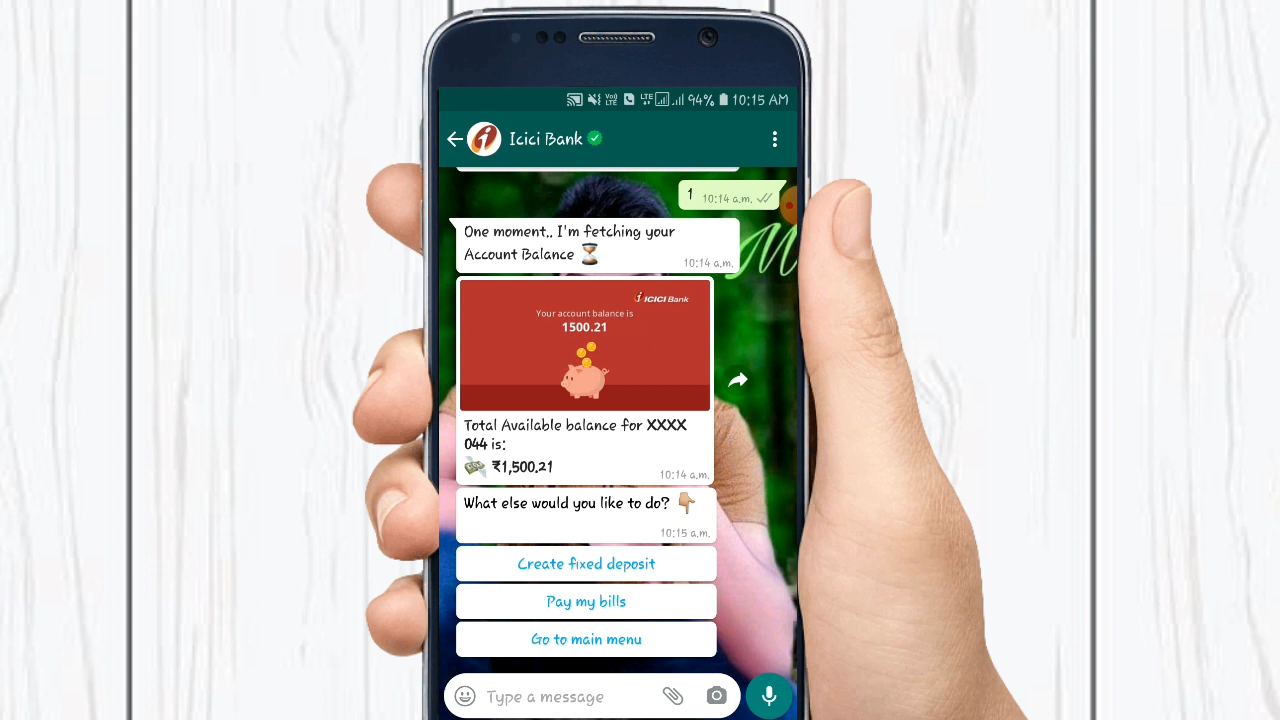 VoD LTE LTE 94% 10:15 AM
Icici Bank
1 10:14 a.m.
One moment.. I'm fetching your
Account Balance ⏳ 10:14 a.m.
ICICI Bank
Your account balance is
1500.21
Total Available balance for XXXX
044 is:
💸 ₹1,500.21 10:14 a.m.
What else would you like to do? 👇
10:15 a.m.
Create fixed deposit
Pay my bills
Go to main menu
Type a message